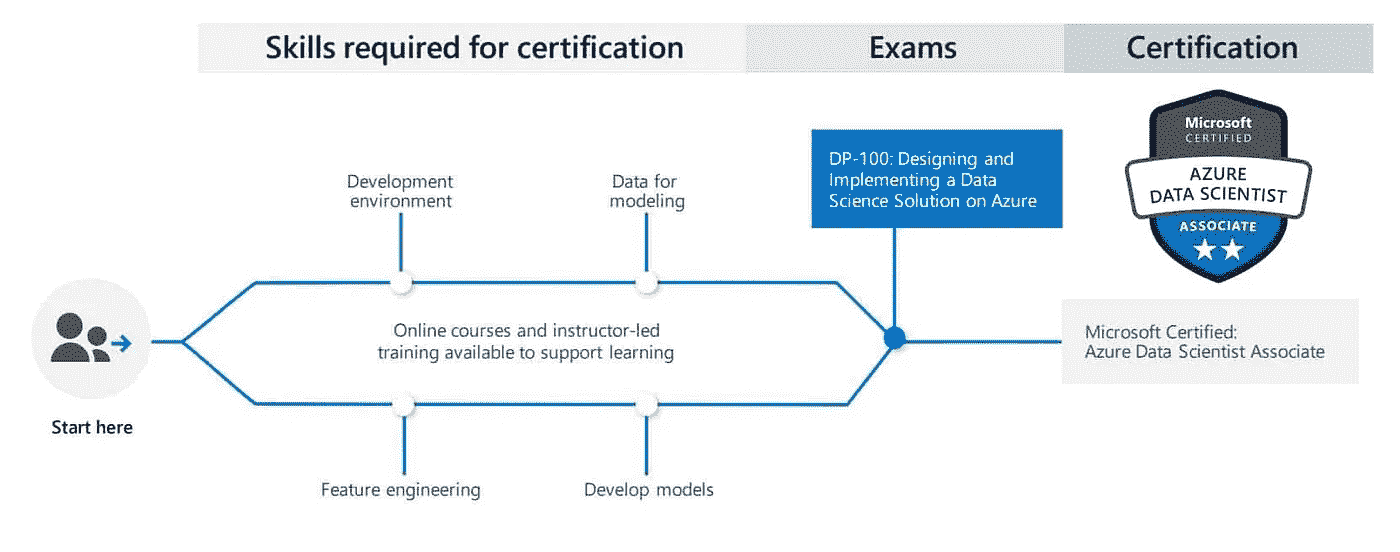 Skills required for certification
Exams
Certification
Microsoft
CERTIFIED
AZURE
DATA SCIENTIST
ASSOCIATE
DP-100: Designing and
Implementing a Data
Science Solution on Azure
Development
environment
Data for
modeling
Online courses and instructor-led
training available to support learning
Microsoft Certified:
Azure Data Scientist Associate
Start here
Feature engineering
Develop models